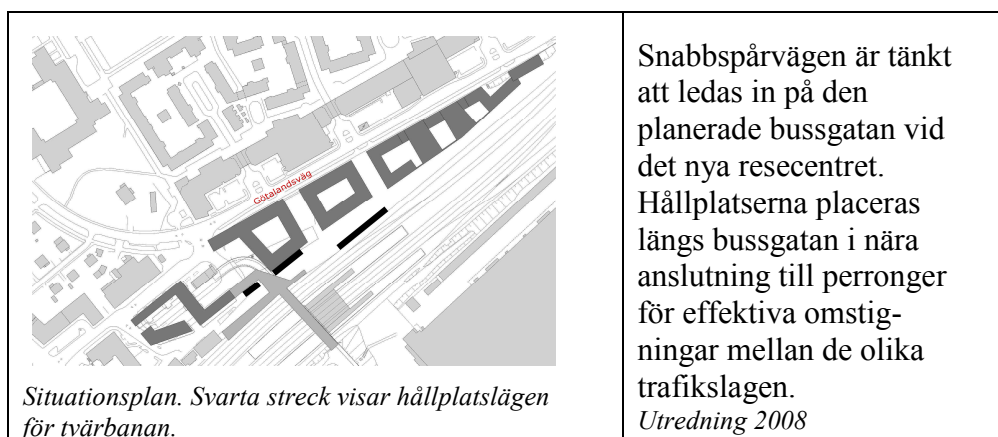 Götalandsväg
Situationsplan. Svarta streck visar hållplatslägen
för tvärbanan.
Snabbspårvägen är tänkt
att ledas in på den
planerade bussgatan vid
det nya resecentret.
Hållplatserna placeras
längs bussgatan i nära
anslutning till perronger
för effektiva omstig-
ningar mellan de olika
trafikslagen.
Utredning 2008